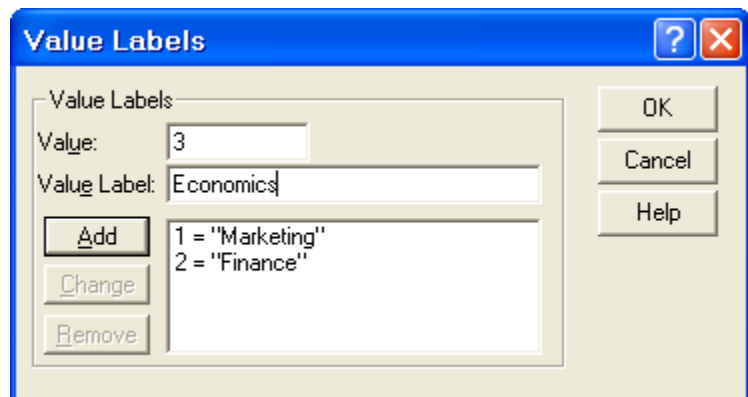 Value Labels
Value Labels
OK
Value: 3
Cancel
Value Label: Economics
Help
Add
1 = "Marketing"
2 = "Finance"
Change
Remove